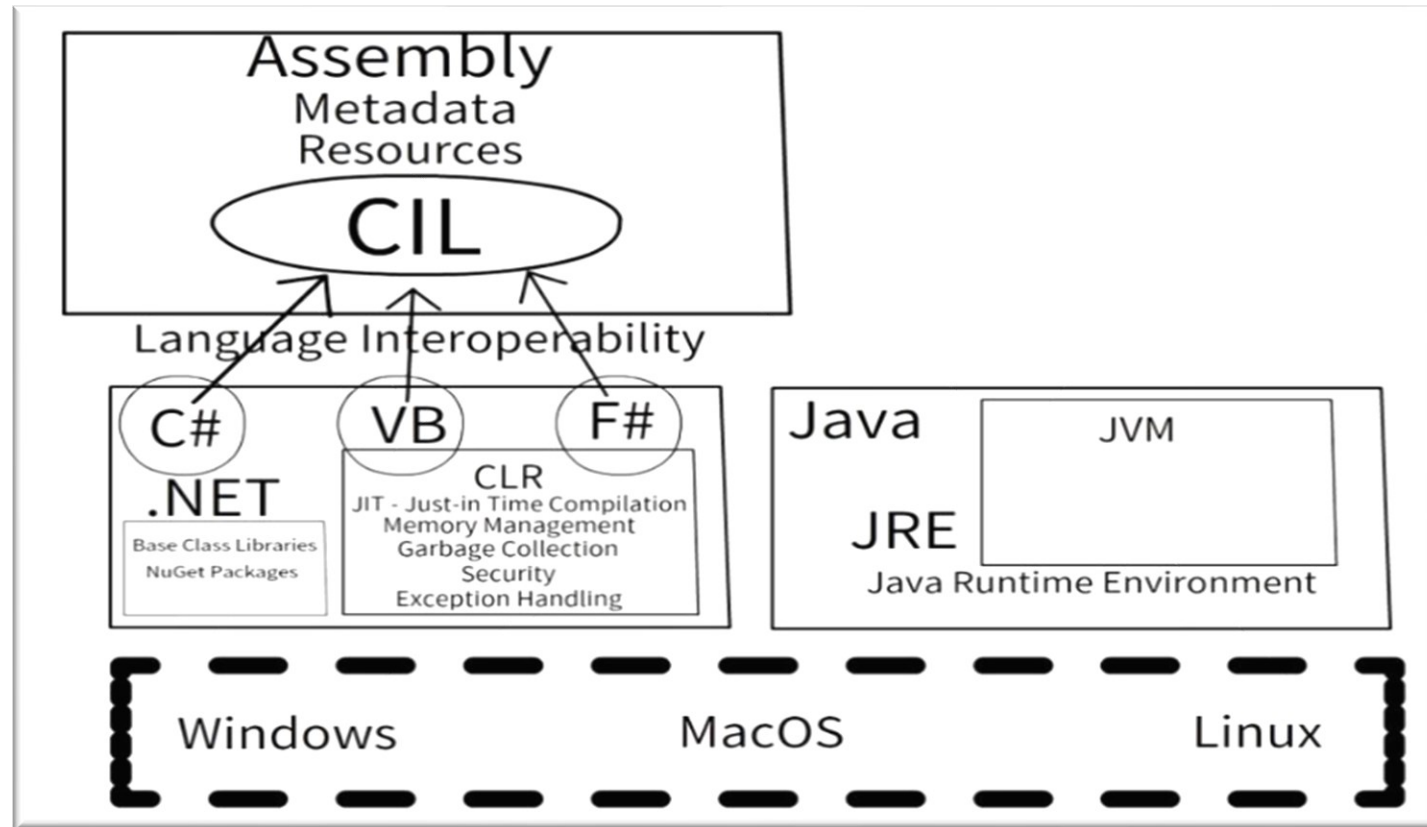 Assembly
Metadata
Resources
CIL
Language Interoperability
C#
VB
F#
.NET
Base Class Libraries
NuGet Packages
CLR
JIT - Just-in Time Compilation
Memory Management
Garbage Collection
Security
Exception Handling
Java
JVM
JRE
Java Runtime Environment
Windows
MacOS
Linux